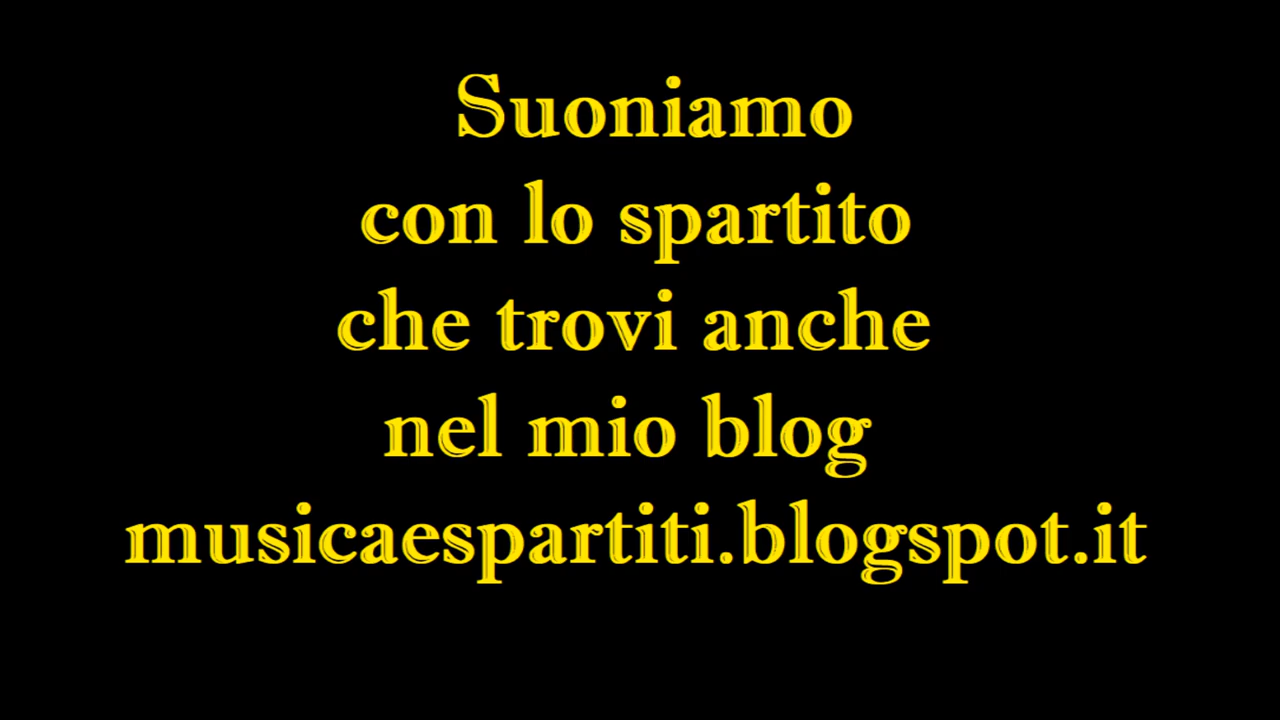 Suoniamo
con lo spartito
che trovi anche
nel mio blog
musicaespartiti.blogspot.it